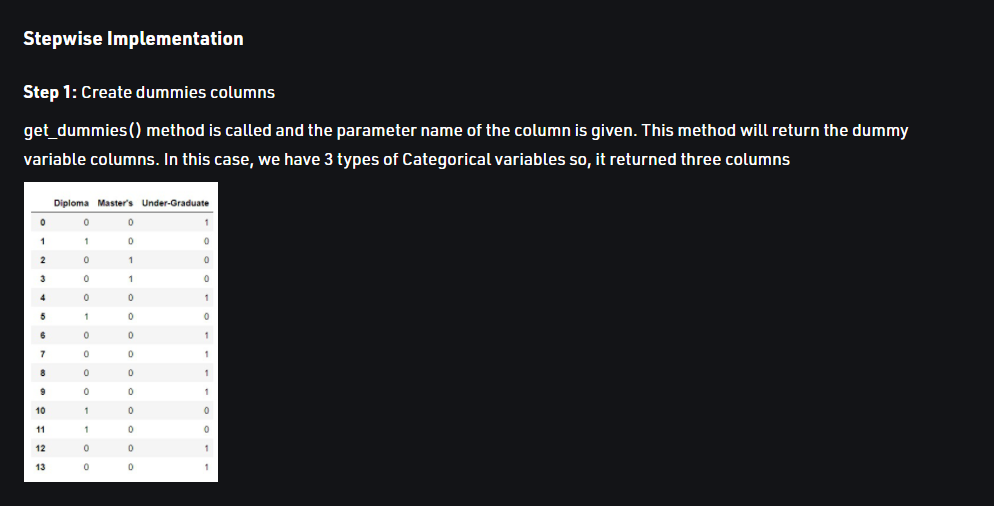 Stepwise Implementation
Step 1: Create dummies columns
get_dummies() method is called and the parameter name of the column is given. This method will return the dummy
variable columns. In this case, we have 3 types of Categorical variables so, it returned three columns
Diploma Master's Under-Graduate
0 0 0 1
1 1 0 0
2 0 1 0
3 0 1 0
4 0 0 1
5 1 0 0
6 0 0 1
7 0 0 1
8 0 0 1
9 0 0 1
10 1 0 0
11 1 0 0
12 0 0 1
13 0 0 1